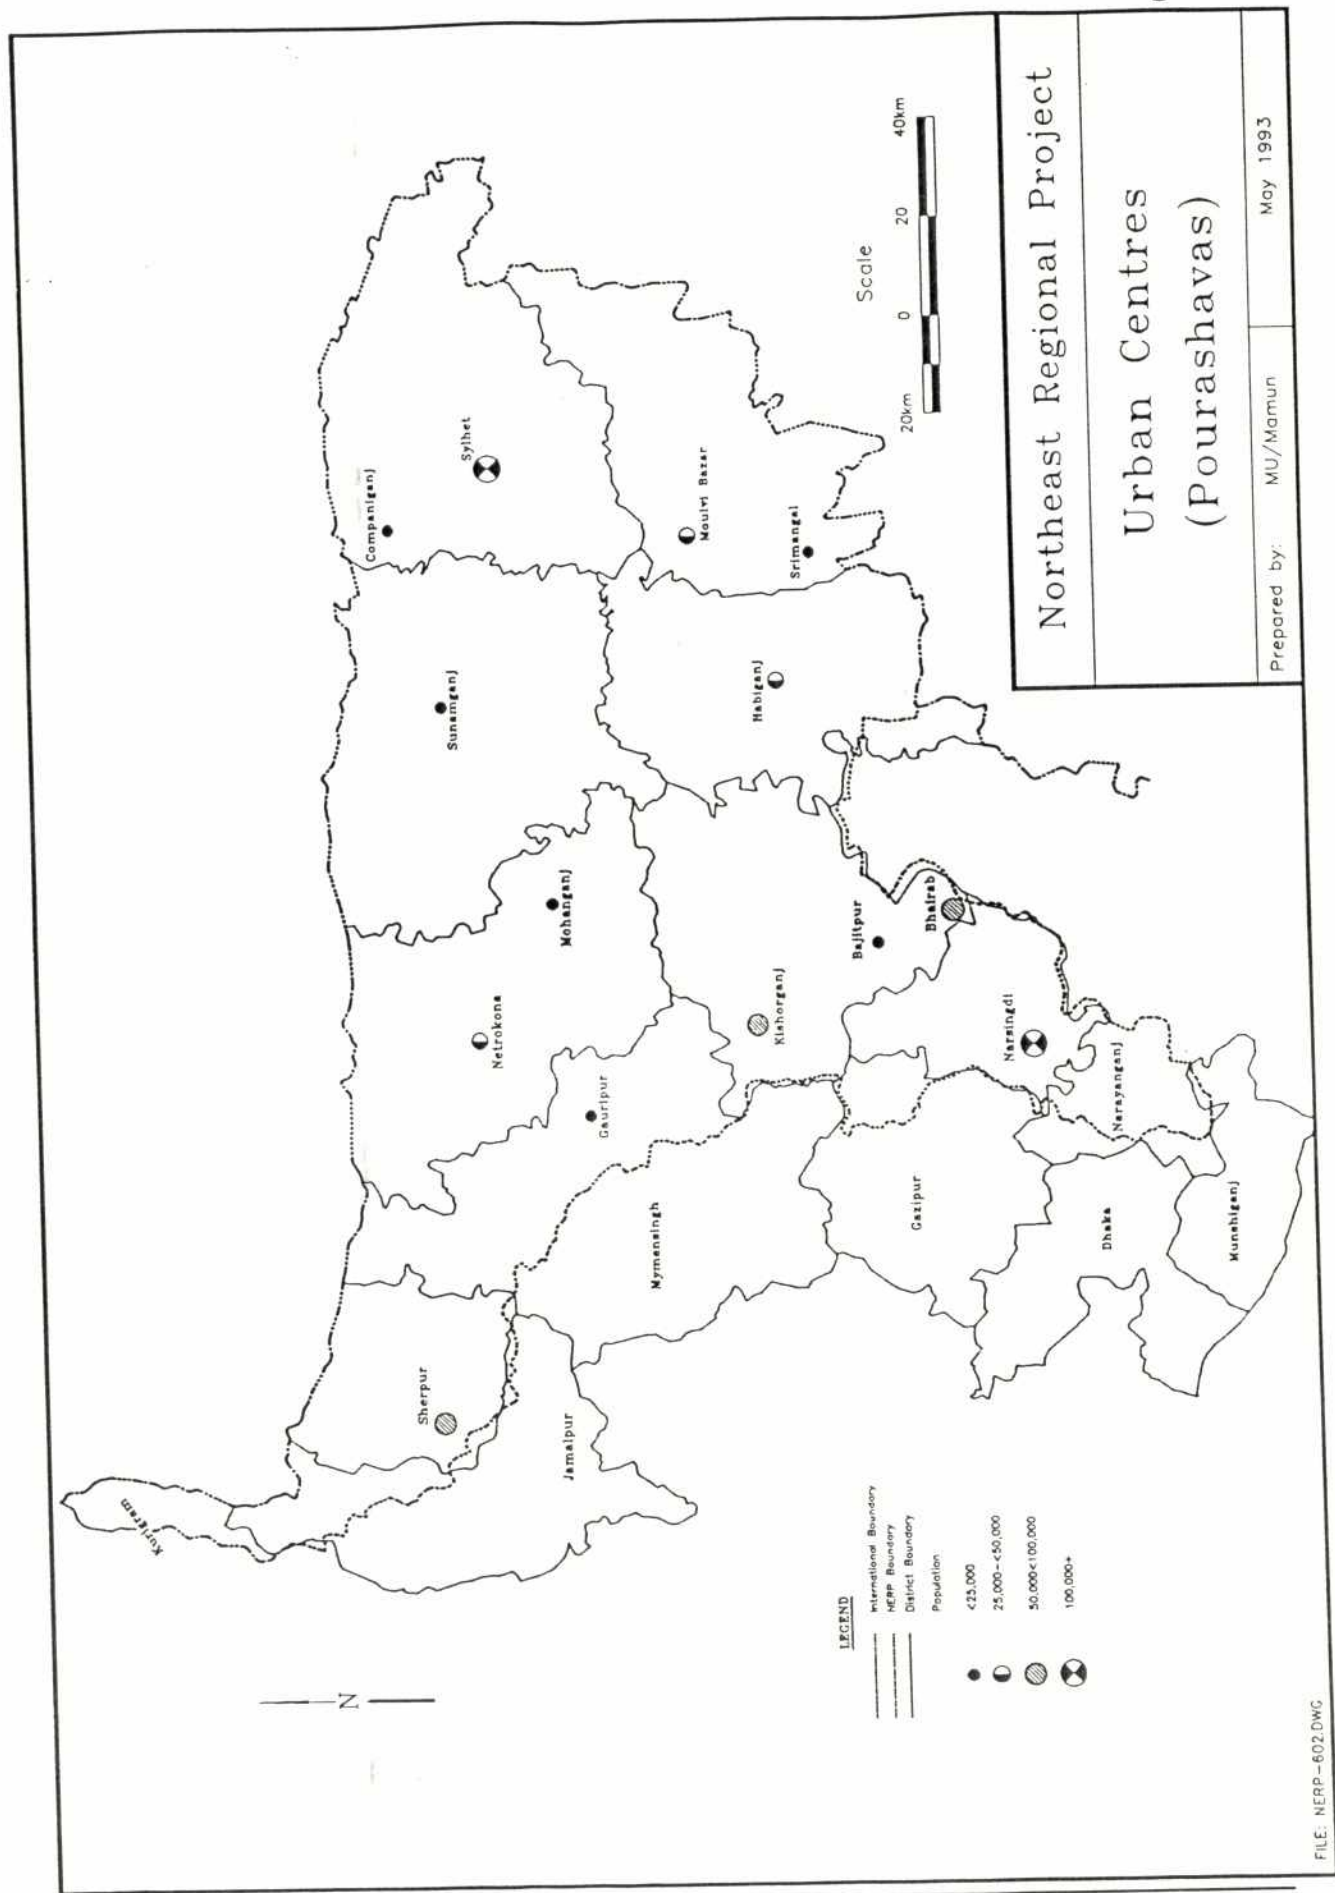 Kurigram
Sherpur
Jamalpur
Mymensingh
Netrokona
Gauripur
Mohanganj
Sunamganj
Companiganj
Sylhet
Moulvi Bazar
Srimangal
Habiganj
Kishorganj
Bajitpur
Bhairab
Narsingdi
Narayanganj
Gazipur
Dhaka
Munshiganj
N
LEGEND
International Boundary
NERP Boundary
District Boundary
Population
<25,000
25,000-<50,000
50,000<100,000
100,000+
Scale
20km 0 20 40km
Northeast Regional Project
Urban Centres
(Pourashavas)
Prepared by: MU/Mamun May 1993
FILE: NERP-602.DWG